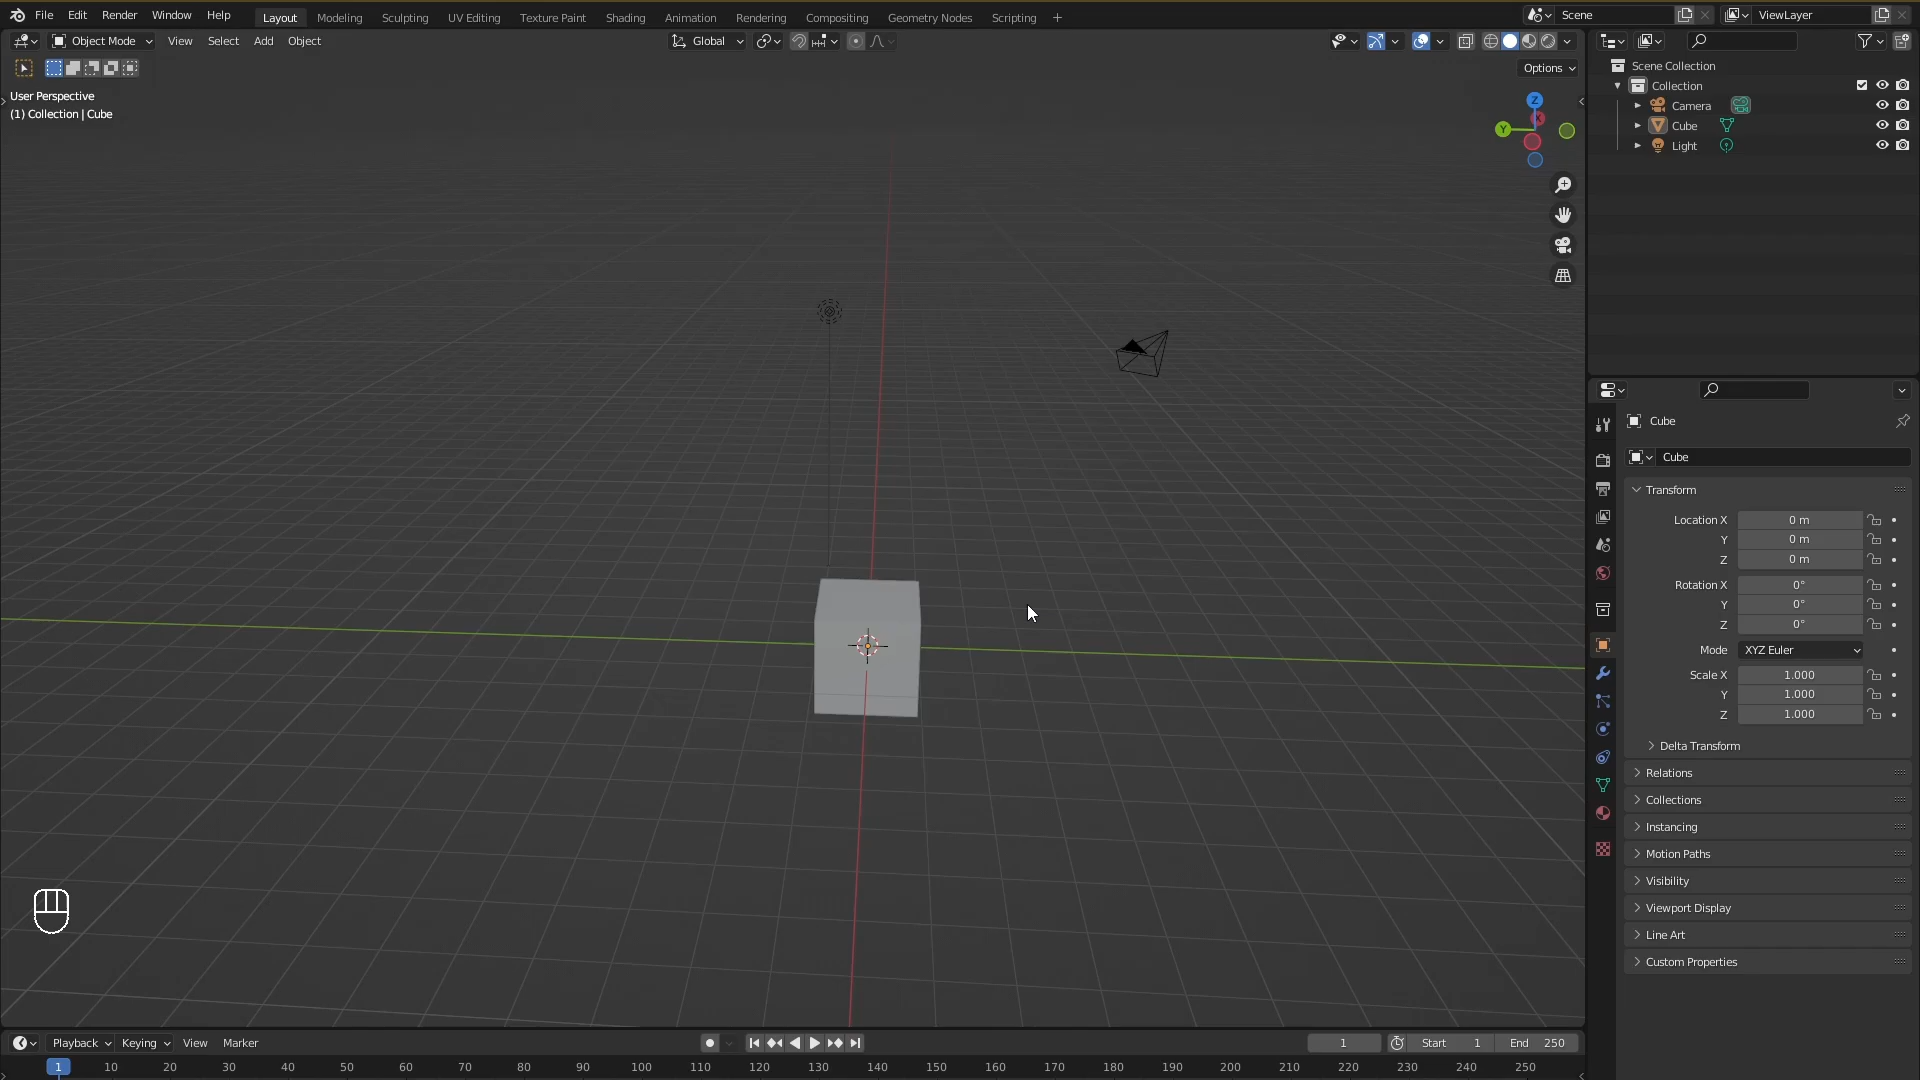 File Edit Render Window Help Layout Modeling Sculpting UV Editing Texture Paint Shading Animation Rendering Compositing Geometry Nodes Scripting + Scene ViewLayer
Object Mode View Select Add Object Global
Options
User Perspective
(1) Collection | Cube
Z
X
Y
Scene Collection
Collection
Camera
Cube
Light
Cube
Cube
Transform
Location X 0 m
Y 0 m
Z 0 m
Rotation X 0°
Y 0°
Z 0°
Mode XYZ Euler
Scale X 1.000
Y 1.000
Z 1.000
Delta Transform
Relations
Collections
Instancing
Motion Paths
Visibility
Viewport Display
Line Art
Custom Properties
Playback Keying View Marker 1 Start 1 End 250
1 10 20 30 40 50 60 70 80 90 100 110 120 130 140 150 160 170 180 190 200 210 220 230 240 250